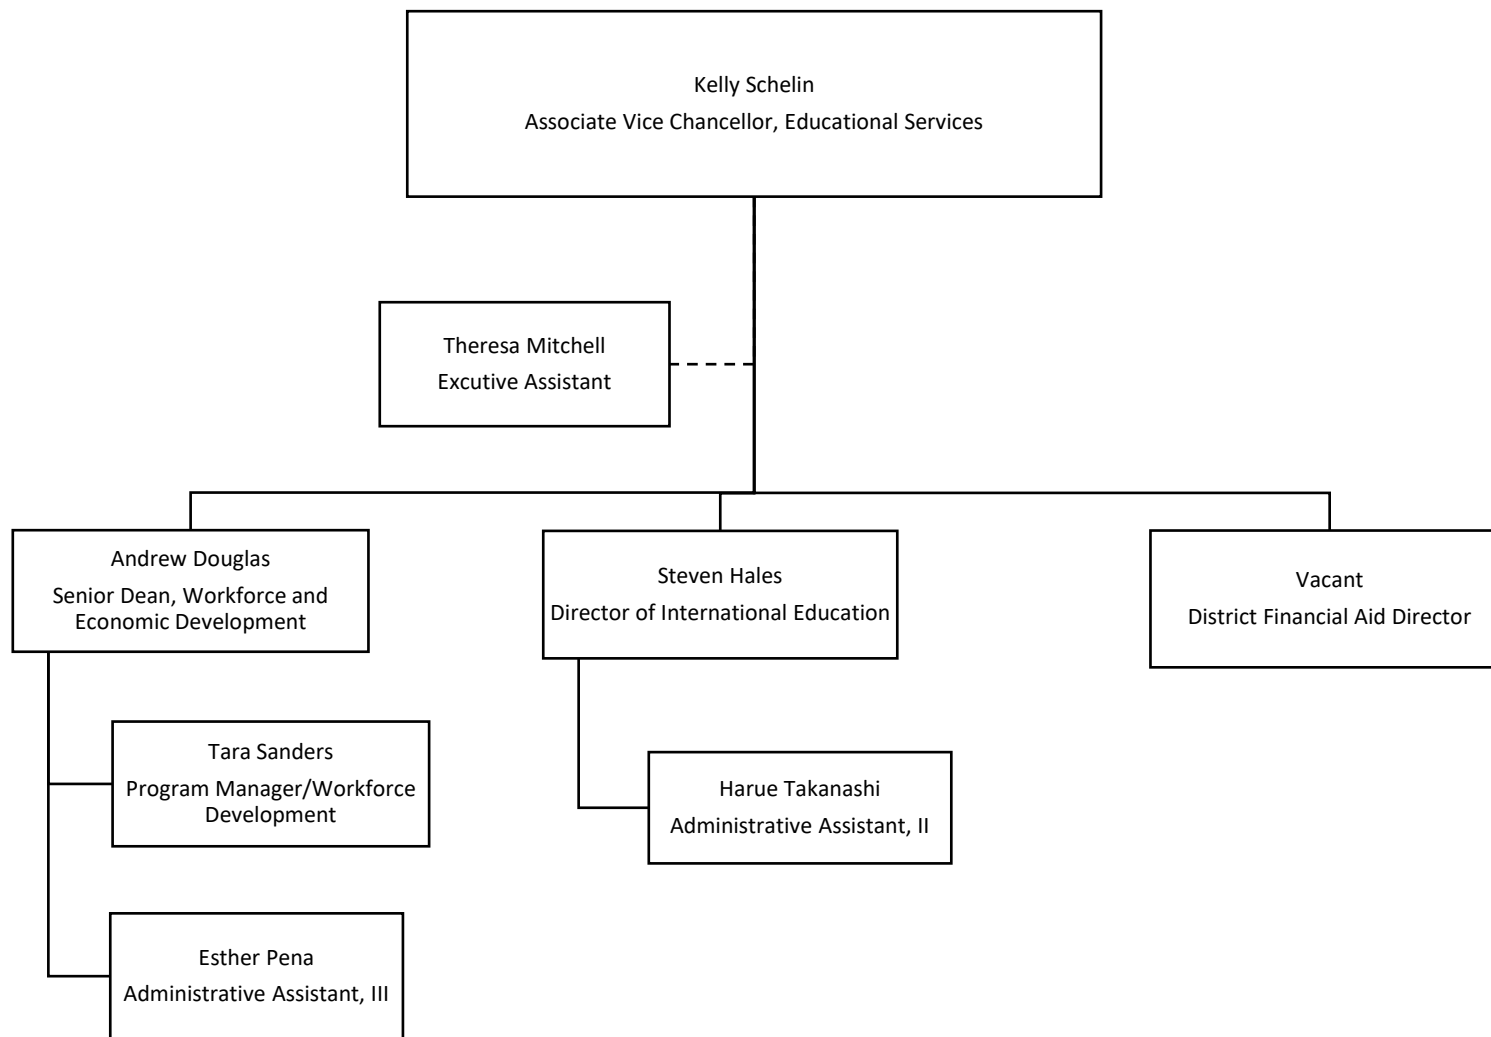 Kelly Schelin
Associate Vice Chancellor, Educational Services
Theresa Mitchell
Excutive Assistant
Andrew Douglas
Senior Dean, Workforce and
Economic Development
Steven Hales
Director of International Education
Vacant
District Financial Aid Director
Tara Sanders
Program Manager/Workforce
Development
Harue Takanashi
Administrative Assistant, II
Esther Pena
Administrative Assistant, III